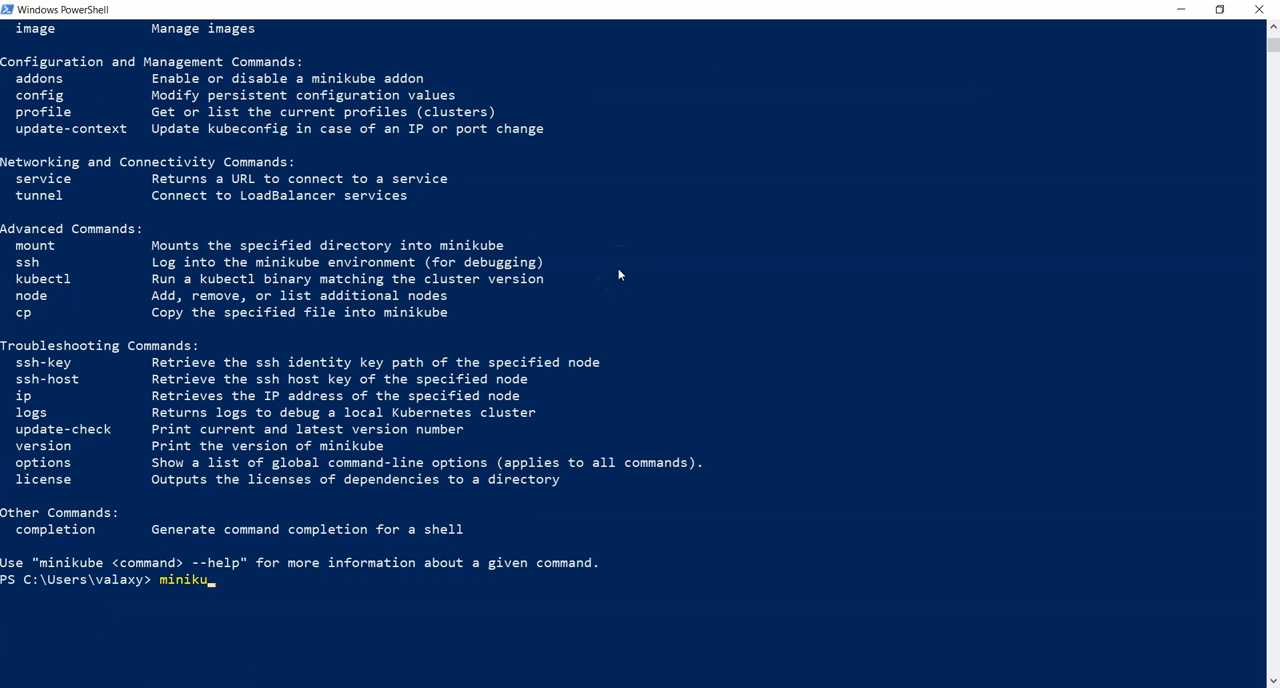 Windows PowerShell
image Manage images
Configuration and Management Commands:
addons Enable or disable a minikube addon
config Modify persistent configuration values
profile Get or list the current profiles (clusters)
update-context Update kubeconfig in case of an IP or port change
Networking and Connectivity Commands:
service Returns a URL to connect to a service
tunnel Connect to LoadBalancer services
Advanced Commands:
mount Mounts the specified directory into minikube
ssh Log into the minikube environment (for debugging)
kubectl Run a kubectl binary matching the cluster version
node Add, remove, or list additional nodes
cp Copy the specified file into minikube
Troubleshooting Commands:
ssh-key Retrieve the ssh identity key path of the specified node
ssh-host Retrieve the ssh host key of the specified node
ip Retrieves the IP address of the specified node
logs Returns logs to debug a local Kubernetes cluster
update-check Print current and latest version number
version Print the version of minikube
options Show a list of global command-line options (applies to all commands).
license Outputs the licenses of dependencies to a directory
Other Commands:
completion Generate command completion for a shell
Use "minikube <command> --help" for more information about a given command.
PS C:\Users\valaxy> miniku_